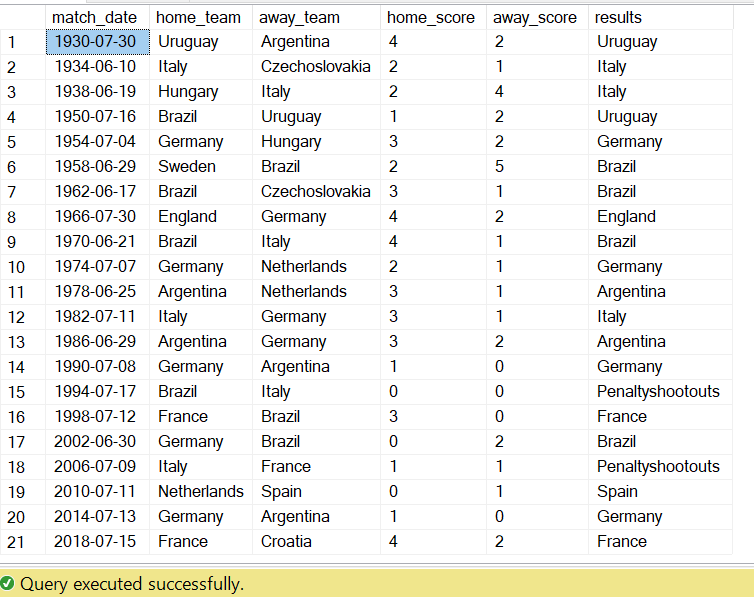 match_date home_team away_team home_score away_score results
1 1930-07-30 Uruguay Argentina 4 2 Uruguay
2 1934-06-10 Italy Czechoslovakia 2 1 Italy
3 1938-06-19 Hungary Italy 2 4 Italy
4 1950-07-16 Brazil Uruguay 1 2 Uruguay
5 1954-07-04 Germany Hungary 3 2 Germany
6 1958-06-29 Sweden Brazil 2 5 Brazil
7 1962-06-17 Brazil Czechoslovakia 3 1 Brazil
8 1966-07-30 England Germany 4 2 England
9 1970-06-21 Brazil Italy 4 1 Brazil
10 1974-07-07 Germany Netherlands 2 1 Germany
11 1978-06-25 Argentina Netherlands 3 1 Argentina
12 1982-07-11 Italy Germany 3 1 Italy
13 1986-06-29 Argentina Germany 3 2 Argentina
14 1990-07-08 Germany Argentina 1 0 Germany
15 1994-07-17 Brazil Italy 0 0 Penaltyshootouts
16 1998-07-12 France Brazil 3 0 France
17 2002-06-30 Germany Brazil 0 2 Brazil
18 2006-07-09 Italy France 1 1 Penaltyshootouts
19 2010-07-11 Netherlands Spain 0 1 Spain
20 2014-07-13 Germany Argentina 1 0 Germany
21 2018-07-15 France Croatia 4 2 France
Query executed successfully.